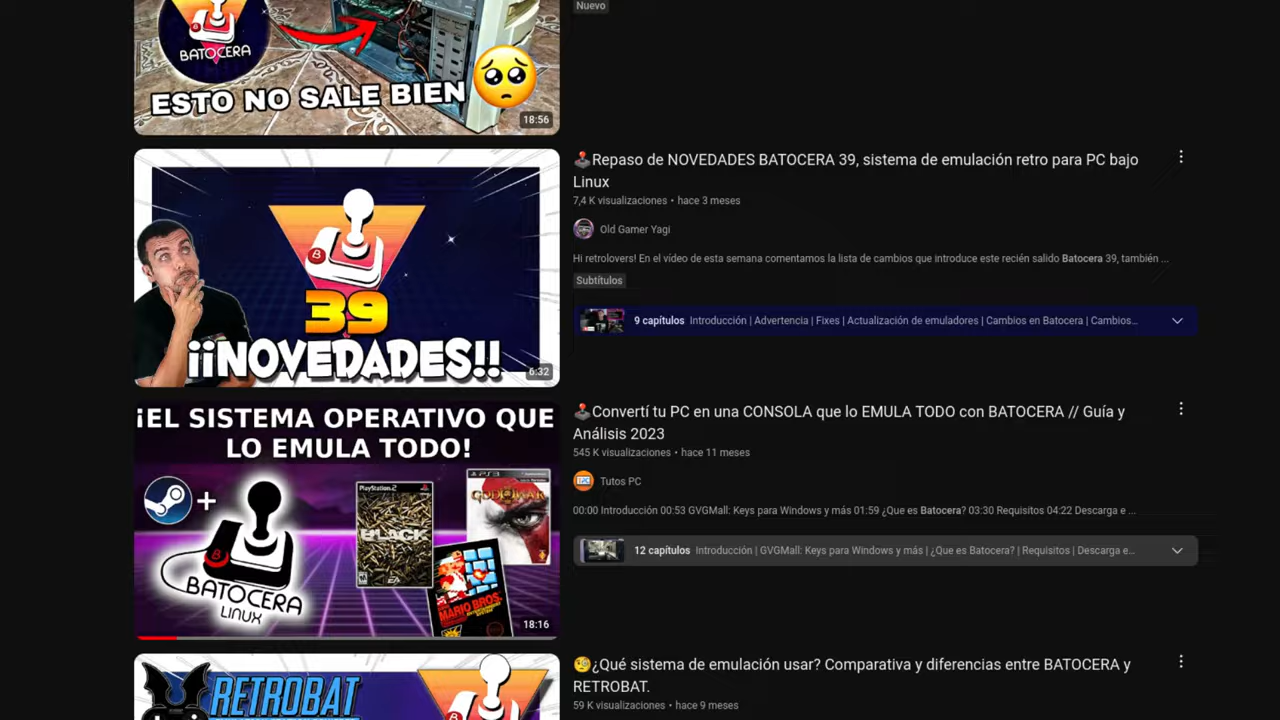 Nuevo
BATOCERA
ESTO NO SALE BIEN
18:56
🕹️Repaso de NOVEDADES BATOCERA 39, sistema de emulación retro para PC bajo
Linux
7,4 K visualizaciones • hace 3 meses
Old Gamer Yagi
Hi retrolovers! En el vídeo de esta semana comentamos la lista de cambios que introduce este recién salido Batocera 39, también ...
Subtítulos
9 capítulos Introducción | Advertencia | Fixes | Actualización de emuladores | Cambios en Batocera | Cambios...
B
39
¡¡NOVEDADES!!
6:32
¡EL SISTEMA OPERATIVO QUE
LO EMULA TODO!
+
PlayStation 2
BLACK
EA
PS3
GOD OF WAR
MARIO BROS.
B
BATOCERA
LINUX
18:16
🕹️Convertí tu PC en una CONSOLA que lo EMULA TODO con BATOCERA // Guía y
Análisis 2023
545 K visualizaciones • hace 11 meses
Tutos PC
00:00 Introducción 00:53 GVGMall: Keys para Windows y más 01:59 ¿Que es Batocera? 03:30 Requisitos 04:22 Descarga e ...
12 capítulos Introducción | GVGMall: Keys para Windows y más | ¿Que es Batocera? | Requisitos | Descarga e...
RETROBAT
B
🧐¿Qué sistema de emulación usar? Comparativa y diferencias entre BATOCERA y
RETROBAT.
59 K visualizaciones • hace 9 meses